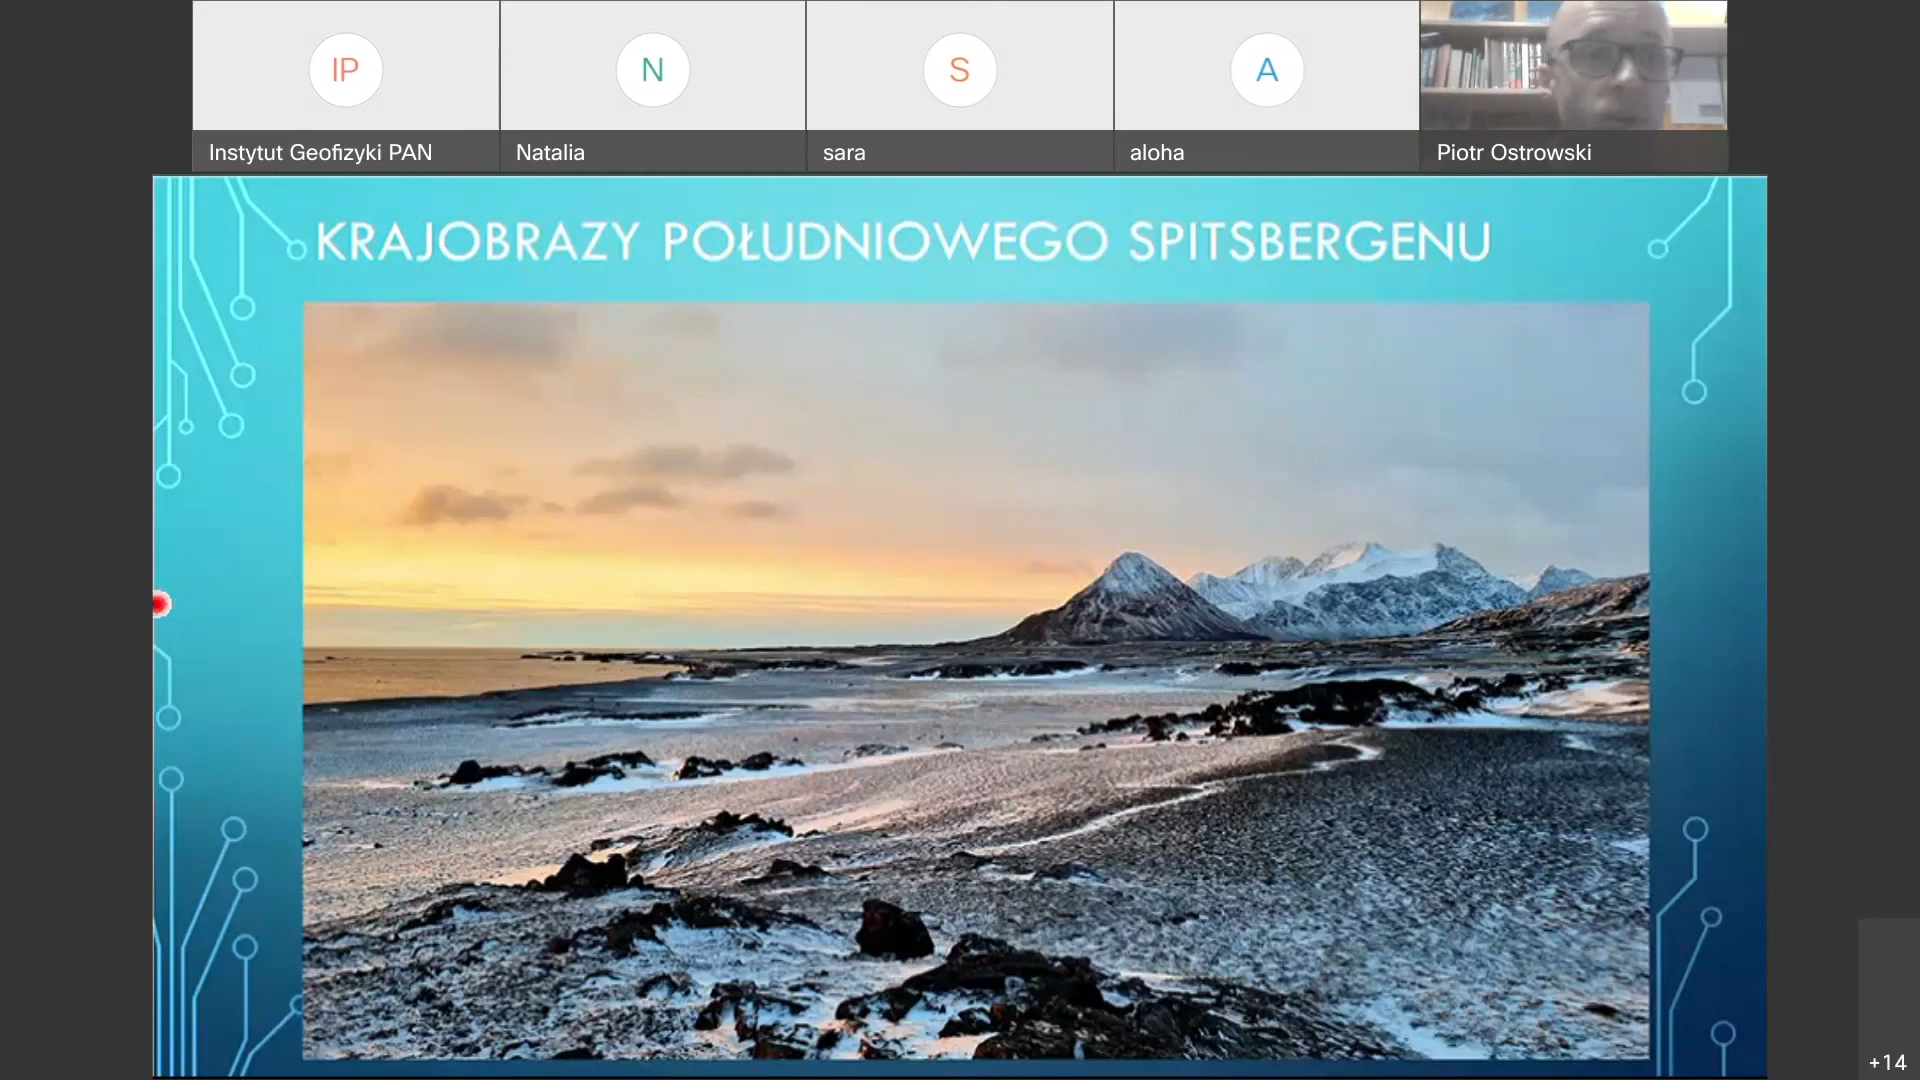 IP
N
S
A
Instytut Geofizyki PAN
Natalia
sara
aloha
Piotr Ostrowski
KRAJOBRAZY POŁUDNIOWEGO SPITSBERGENU
+14